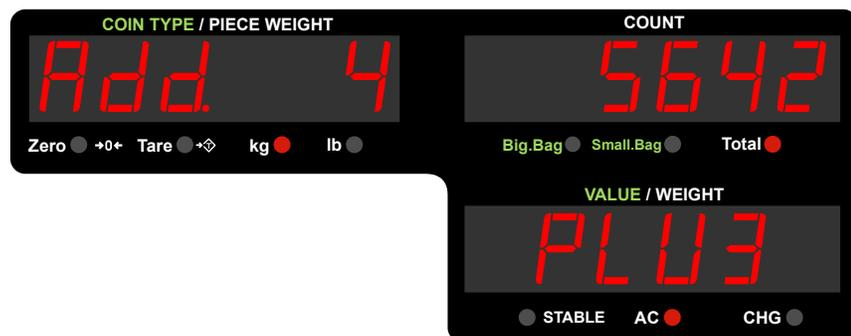 COIN TYPE / PIECE WEIGHT
Add. 4
Zero →0← Tare →T kg lb
COUNT
5642
Big.Bag Small.Bag Total
VALUE / WEIGHT
PLU3
STABLE AC CHG